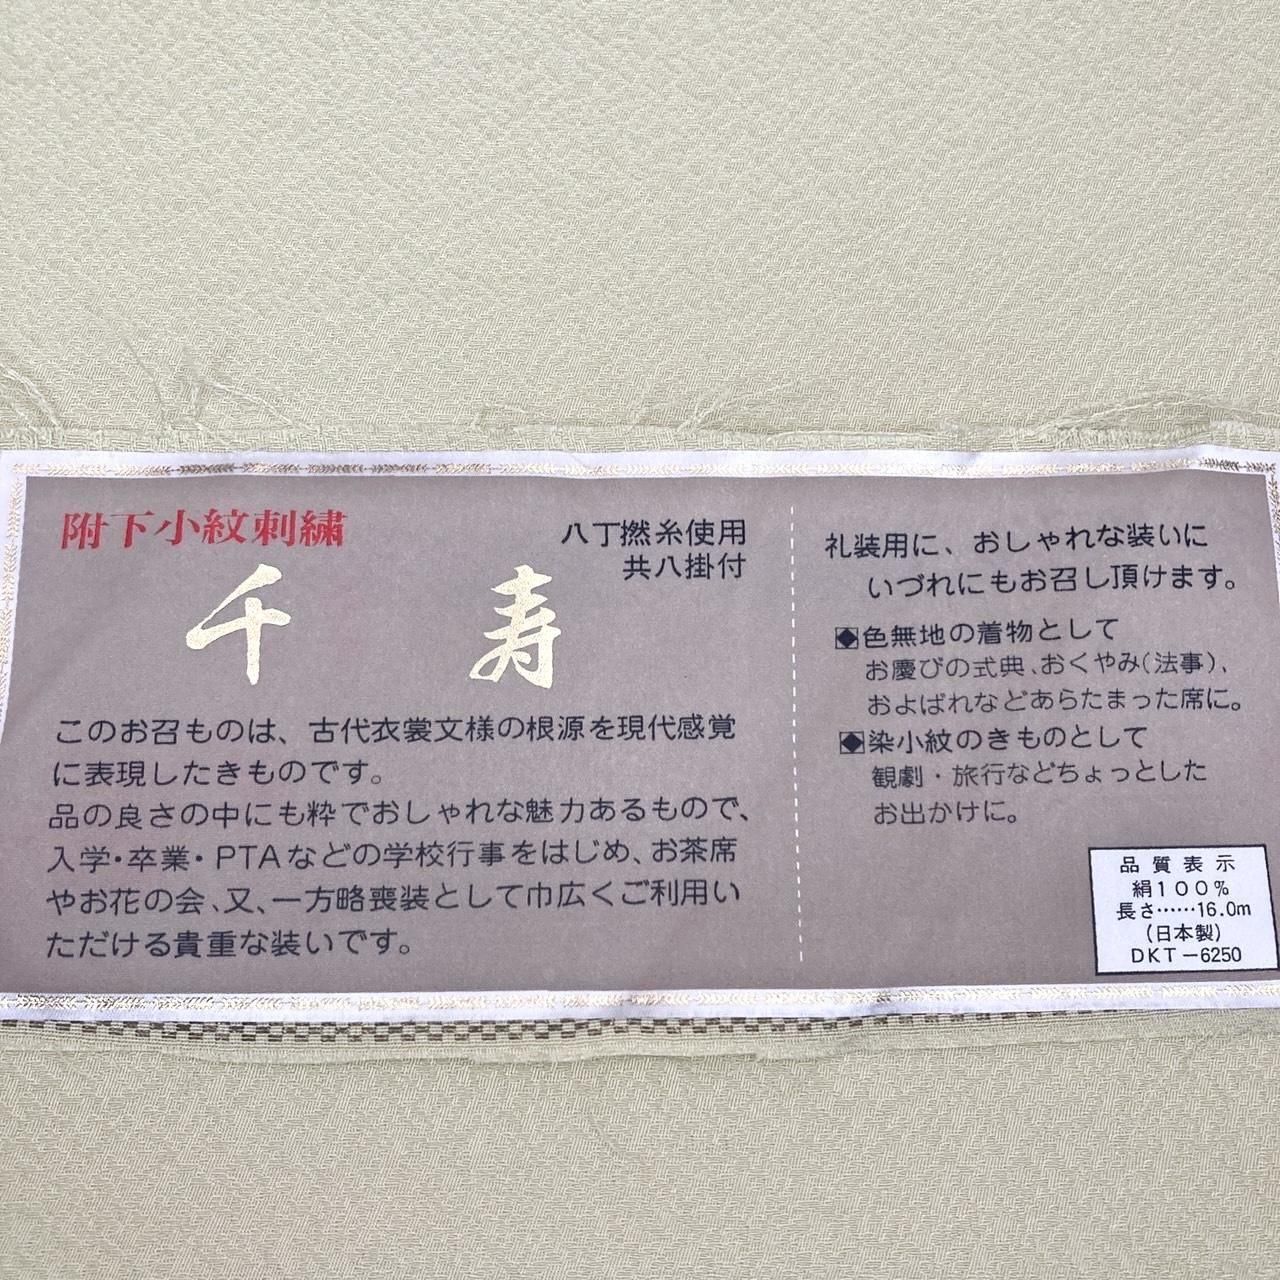 附下小紋刺繍
八丁撚糸使用
共八掛付
千寿
このお召ものは、古代衣裳文様の根源を現代感覚
に表現したきものです。
品の良さの中にも粋でおしゃれな魅力あるもので、
入学・卒業・PTAなどの学校行事をはじめ、お茶席
やお花の会、又、一方略喪装として巾広くご利用い
ただける貴重な装いです。
礼装用に、おしゃれな装いに
いづれにもお召し頂けます。
◆色無地の着物として
お慶びの式典、おくやみ(法事)、
およばれなどあらたまった席に。
◆染小紋のきものとして
観劇・旅行などちょっとした
お出かけに。
品質表示
絹100%
長さ……16.0m
(日本製)
DKT-6250